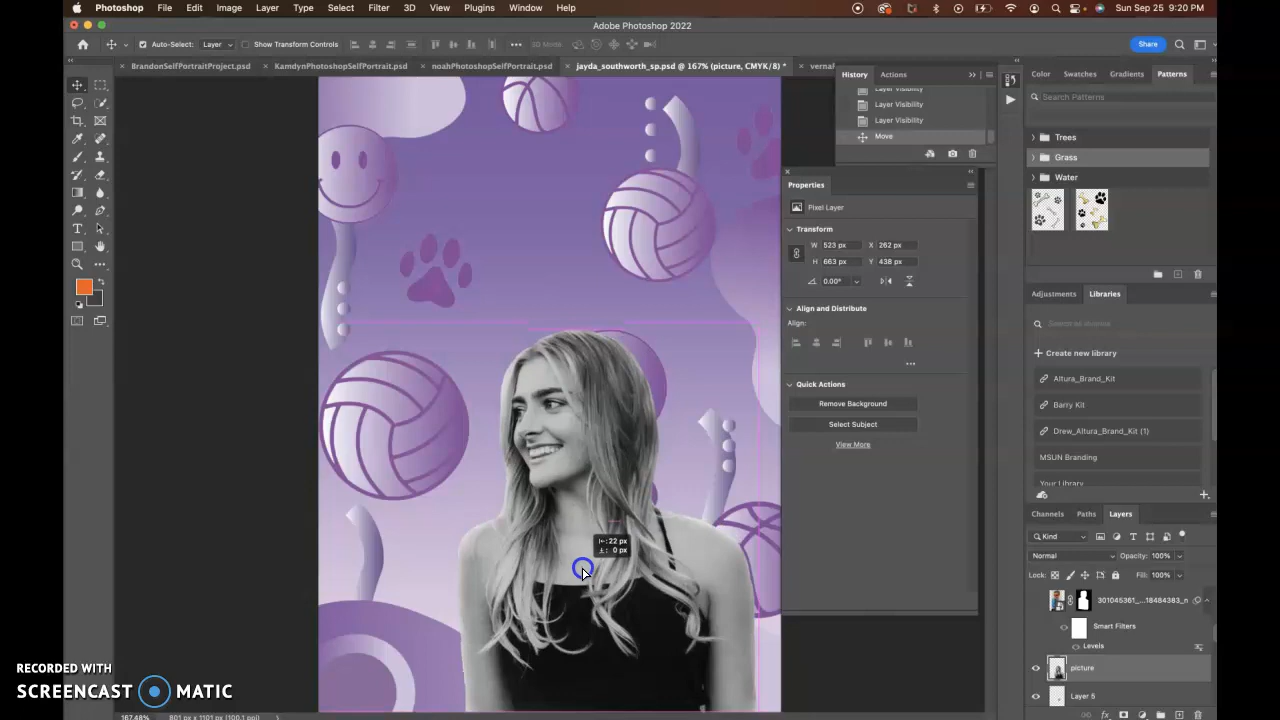 Photoshop File Edit Image Layer Type Select Filter 3D View Plugins Window Help
Sun Sep 25 9:20 PM
Adobe Photoshop 2022
Auto-Select: Layer Show Transform Controls
3D Mode
Share
BrandonSelfPortraitProject.psd
KamdynPhotoshopSelfPortrait.psd
noahPhotoshopSelfPortrait.psd
jayda_southworth_sp.psd @ 167% (picture, CMYK/8) *
vernal
History Actions
Layer Visibility
Layer Visibility
Layer Visibility
Move
Properties
Pixel Layer
Transform
W 523 px X 262 px
H 663 px Y 438 px
0.00°
Align and Distribute
Align:
Quick Actions
Remove Background
Select Subject
View More
Color Swatches Gradients Patterns
Search Patterns
Trees
Grass
Water
Adjustments Libraries
Create new library
Altura_Brand_Kit
Barry Kit
Drew_Altura_Brand_Kit (1)
MSUN Branding
Your Library
Channels Paths Layers
Kind
Normal Opacity: 100%
Lock: Fill: 100%
301045361_...18484383_n
Smart Filters
Levels
picture
Layer 5
22 px
0 px
RECORDED WITH
SCREENCAST MATIC
167.48% 801 px x 1101 px (100.1 ppi)